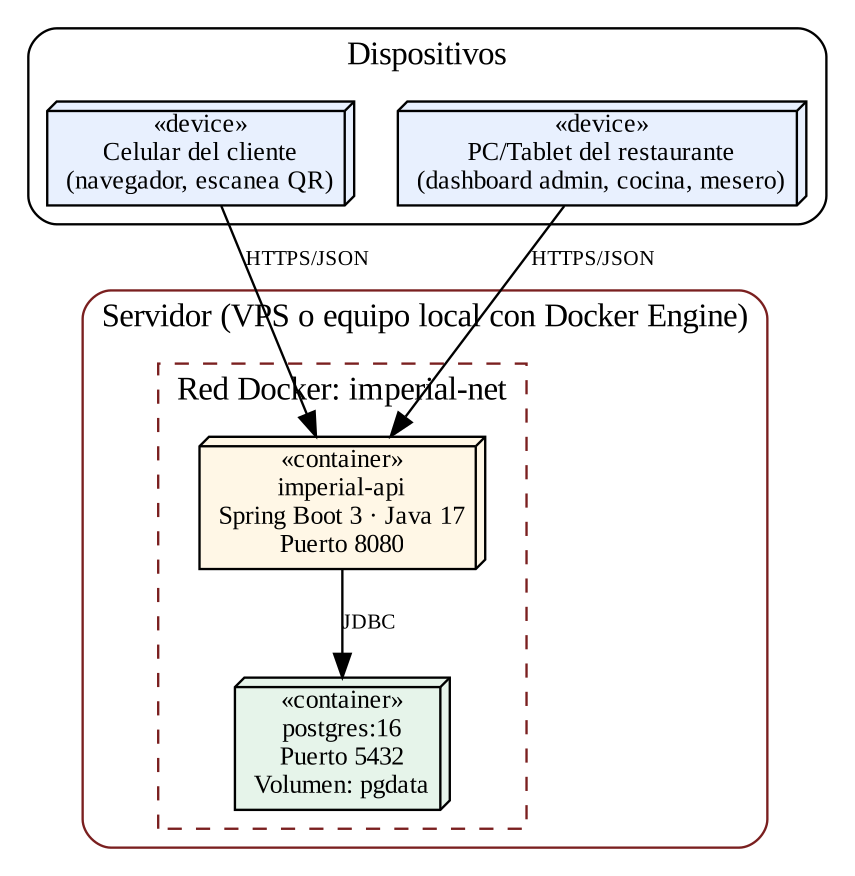 Dispositivos
«device»
Celular del cliente
(navegador, escanea QR)
«device»
PC/Tablet del restaurante
(dashboard admin, cocina, mesero)
HTTPS/JSON
HTTPS/JSON
Servidor (VPS o equipo local con Docker Engine)
Red Docker: imperial-net
«container»
imperial-api
Spring Boot 3 · Java 17
Puerto 8080
JDBC
«container»
postgres:16
Puerto 5432
Volumen: pgdata